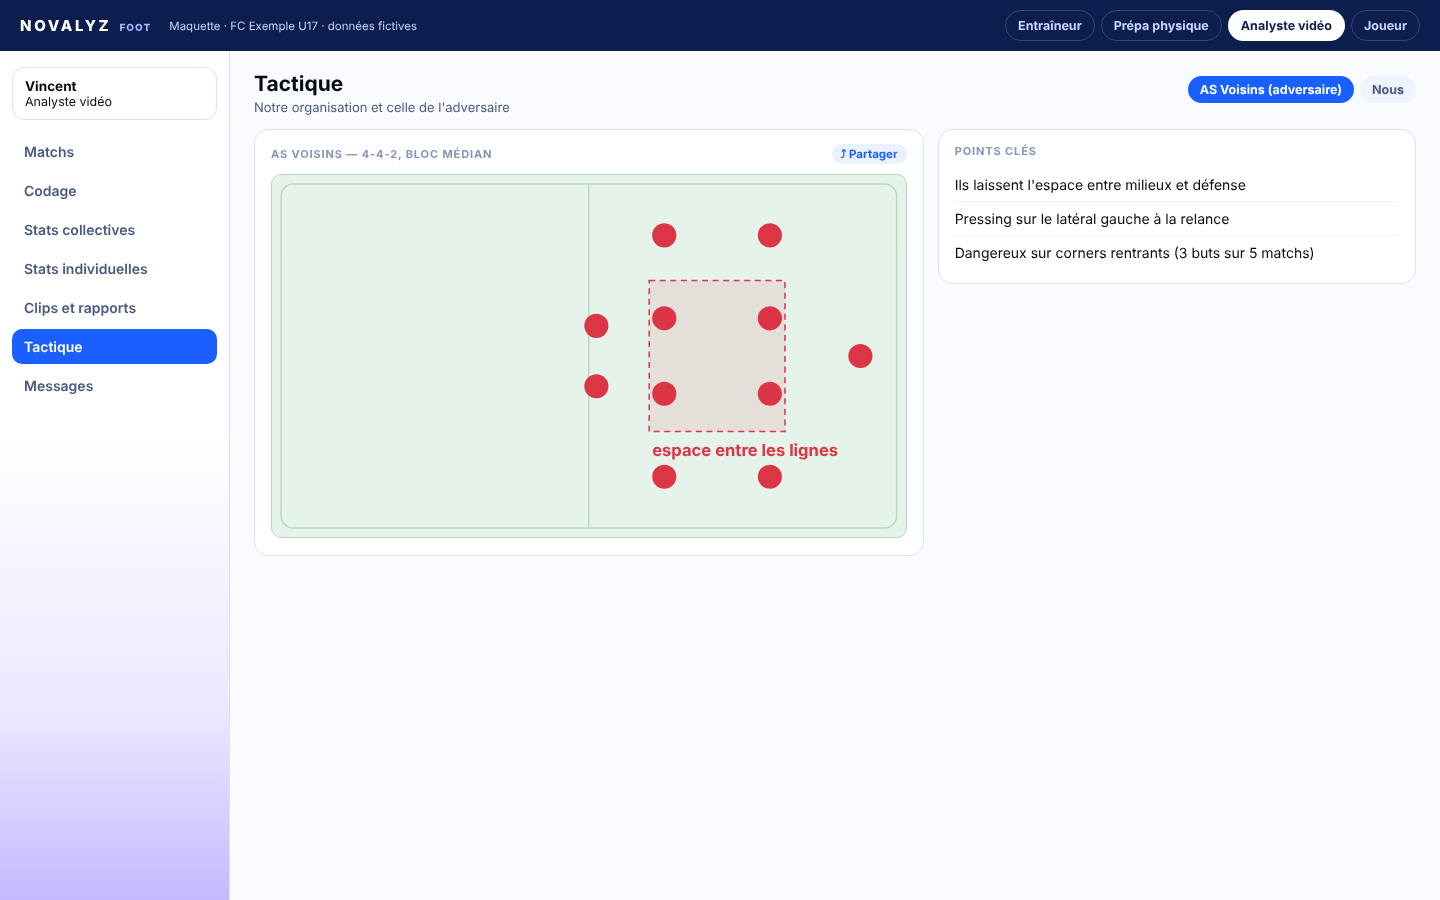 NOVALYZ FOOT Maquette · FC Exemple U17 · données fictives
Entraîneur Prépa physique Analyste vidéo Joueur
Vincent
Analyste vidéo
Matchs
Codage
Stats collectives
Stats individuelles
Clips et rapports
Tactique
Messages
Tactique
Notre organisation et celle de l'adversaire
AS Voisins (adversaire) Nous
AS VOISINS — 4-4-2, BLOC MÉDIAN
⤴ Partager
espace entre les lignes
POINTS CLÉS
Ils laissent l'espace entre milieux et défense
Pressing sur le latéral gauche à la relance
Dangereux sur corners rentrants (3 buts sur 5 matchs)